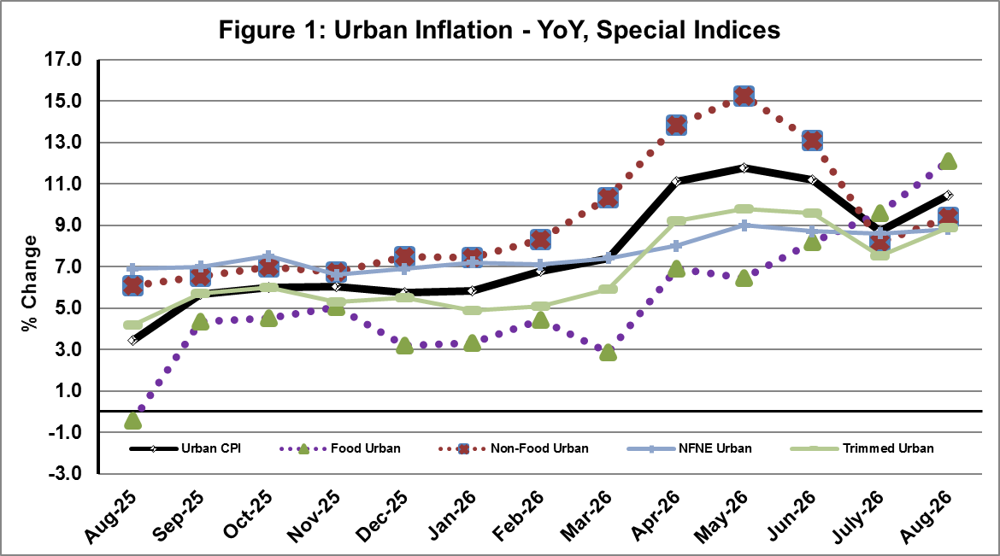 Figure 1: Urban Inflation - YoY, Special Indices
17.0
15.0
13.0
11.0
9.0
7.0
5.0
3.0
1.0
-1.0
-3.0
% Change
Urban CPI Food Urban Non-Food Urban NFNE Urban Trimmed Urban
Aug-25 Sep-25 Oct-25 Nov-25 Dec-25 Jan-26 Feb-26 Mar-26 Apr-26 May-26 Jun-26 July-26 Aug-26